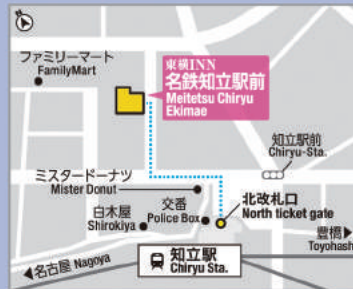 ファミリーマート
FamilyMart
東横INN
名鉄知立駅前
Meitetsu Chiryu
Ekimae
知立駅前
Chiryu-Sta.
ミスタードーナツ
Mister Donut
白木屋
Shirokiya
交番
Police Box
北改札口
North ticket gate
豊橋
Toyohash
名古屋 Nagoya
知立駅
Chiryu Sta.